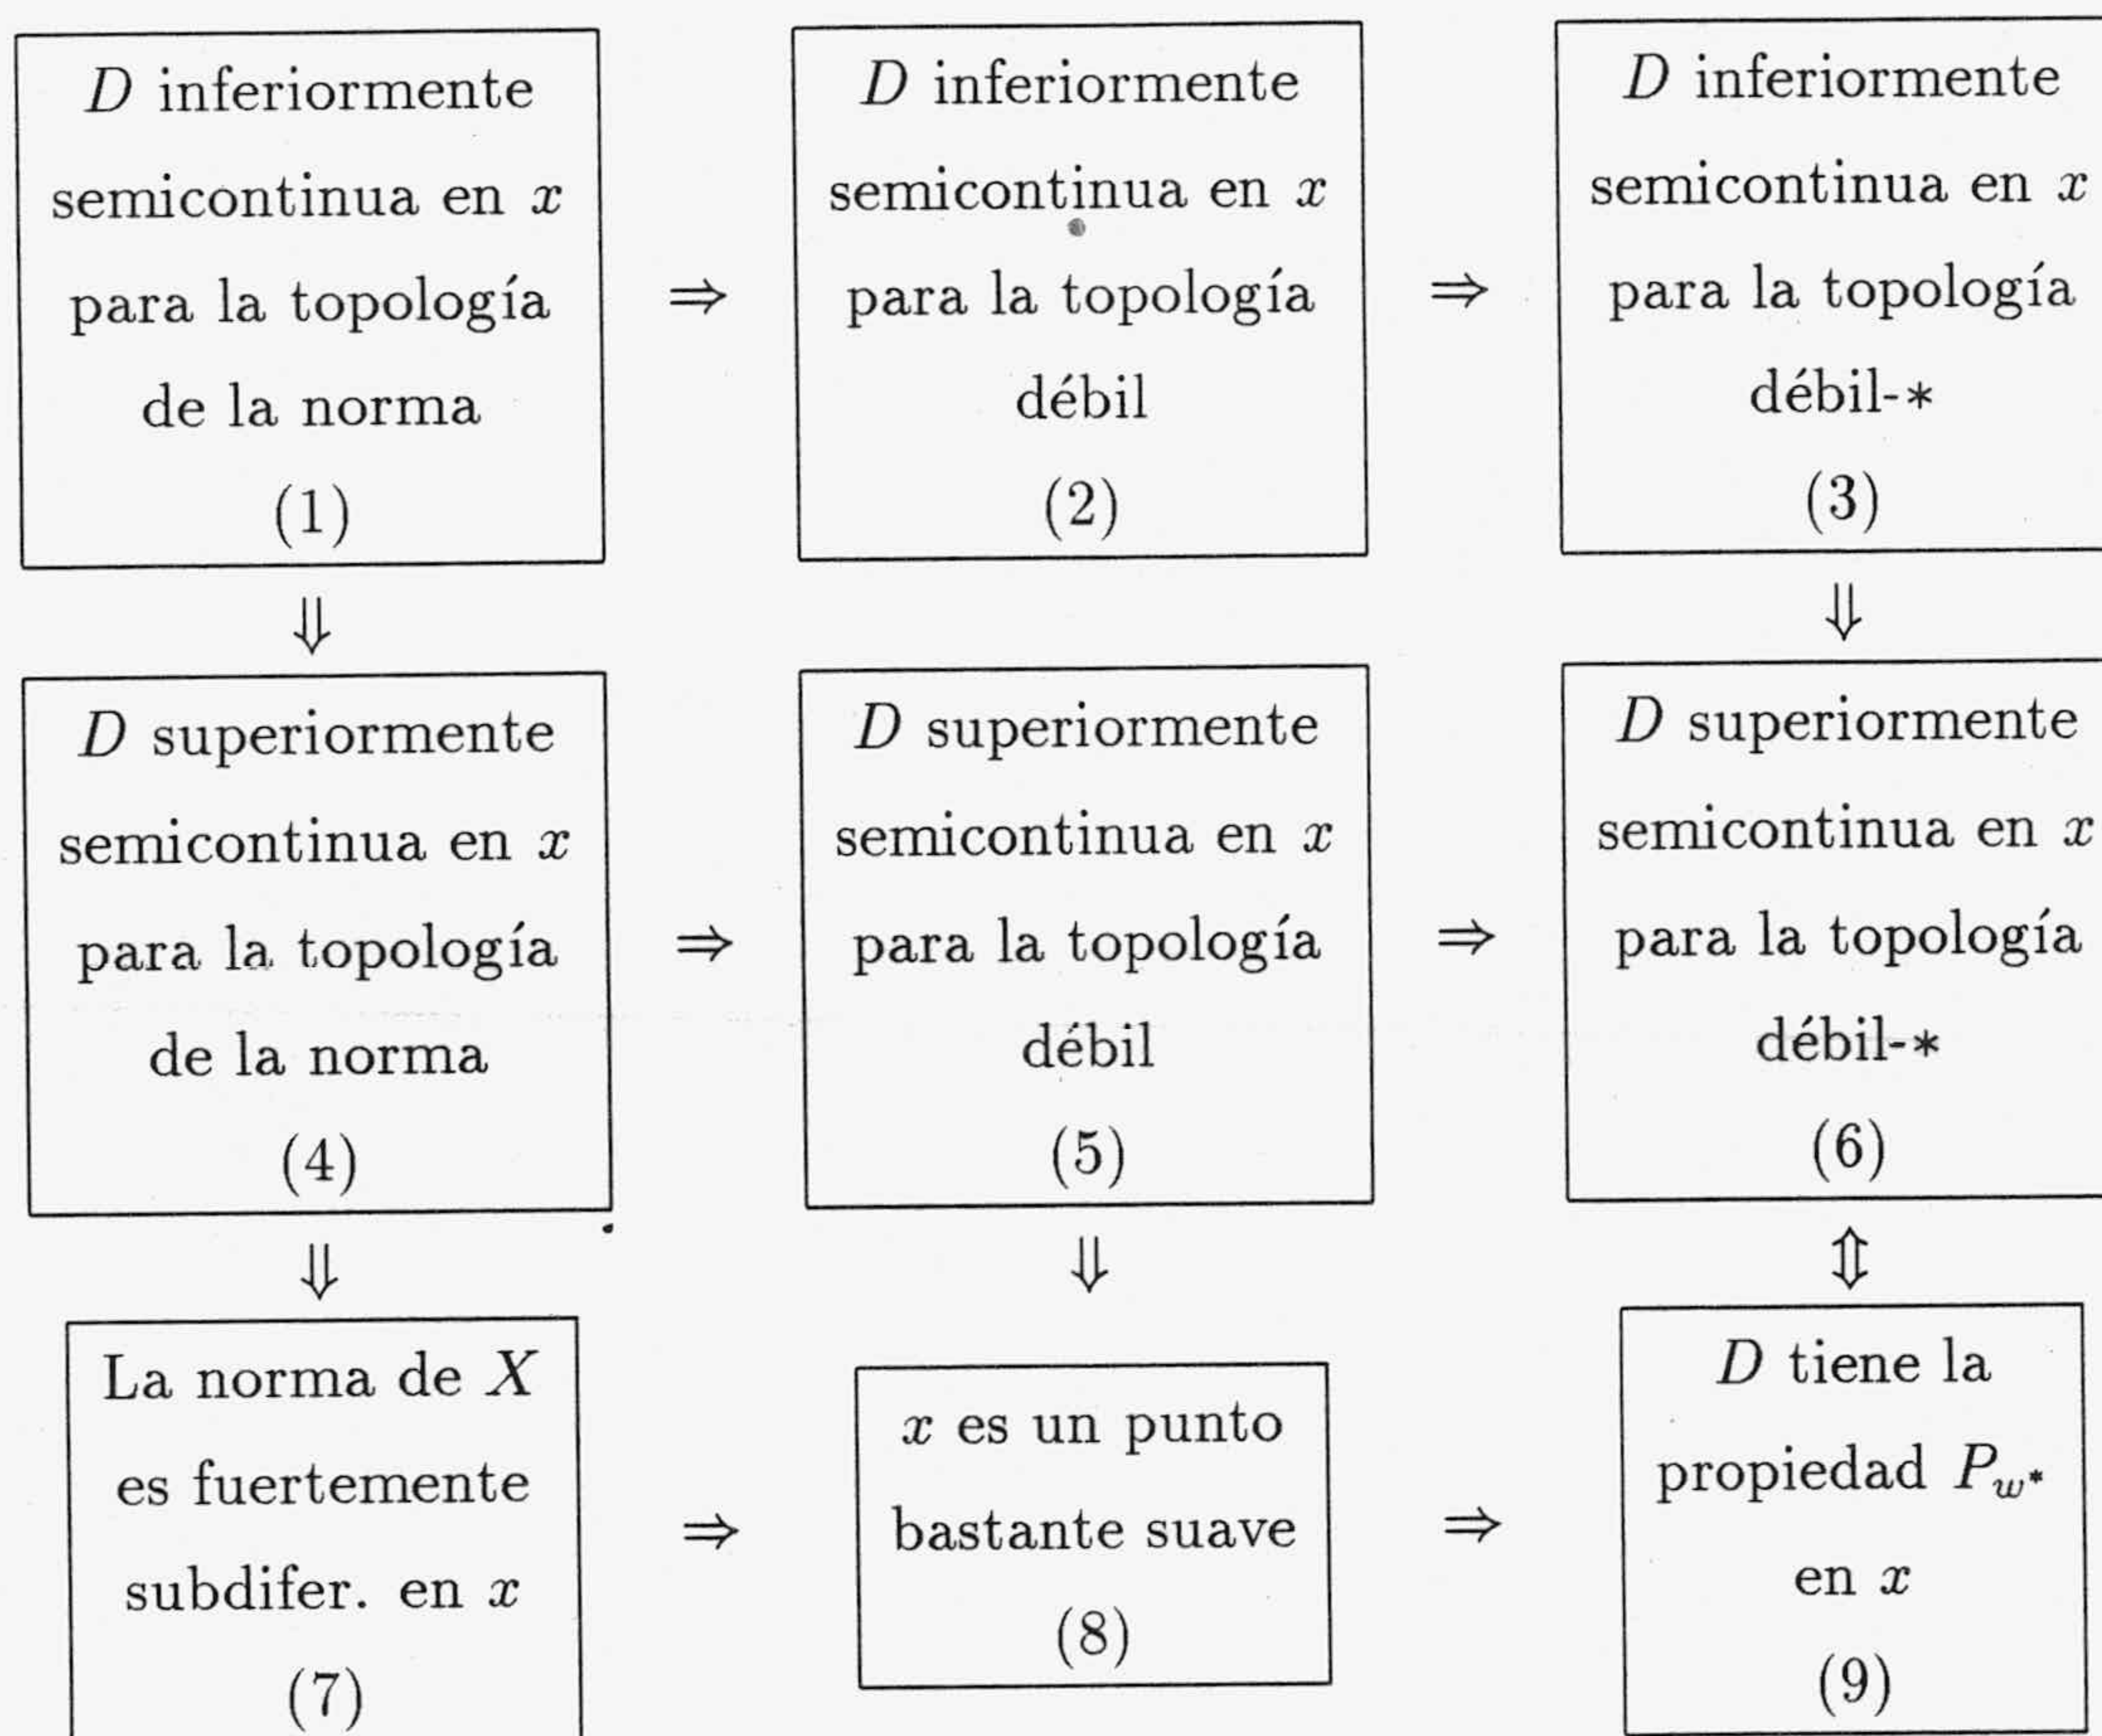 D inferiormente
semicontinua en x
para la topología
de la norma
(1)
⇒
D inferiormente
semicontinua en x
para la topología
débil
(2)
⇒
D inferiormente
semicontinua en x
para la topología
débil-*
(3)
⇓
⇓
D superiormente
semicontinua en x
para la topología
de la norma
(4)
⇒
D superiormente
semicontinua en x
para la topología
débil
(5)
⇒
D superiormente
semicontinua en x
para la topología
débil-*
(6)
⇓
⇓
⇕
La norma de X
es fuertemente
subdifer. en x
(7)
⇒
x es un punto
bastante suave
(8)
⇒
D tiene la
propiedad P_{w*}
en x
(9)